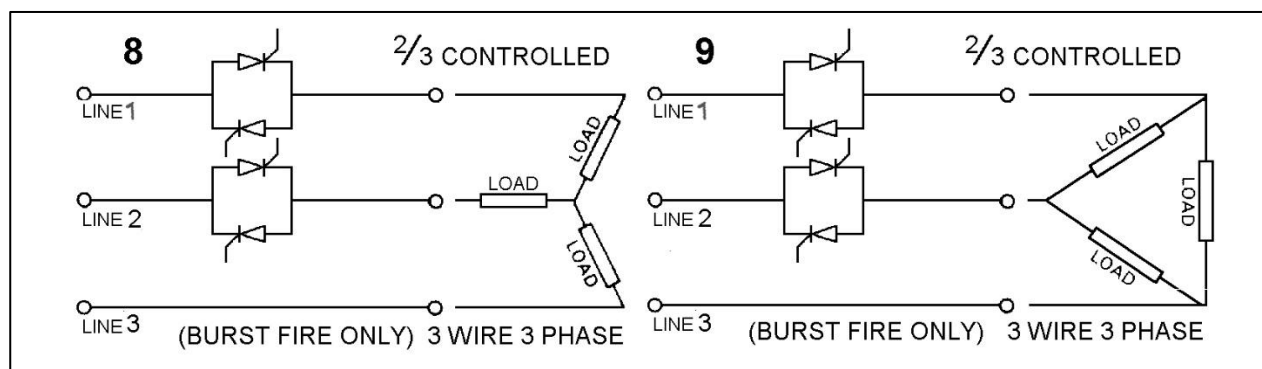 8
2/3 CONTROLLED
LINE 1
LOAD
LINE 2
LOAD
LOAD
LINE 3
(BURST FIRE ONLY) 3 WIRE 3 PHASE
9
2/3 CONTROLLED
LINE 1
LOAD
LINE 2
LOAD
LOAD
LINE 3
(BURST FIRE ONLY) 3 WIRE 3 PHASE